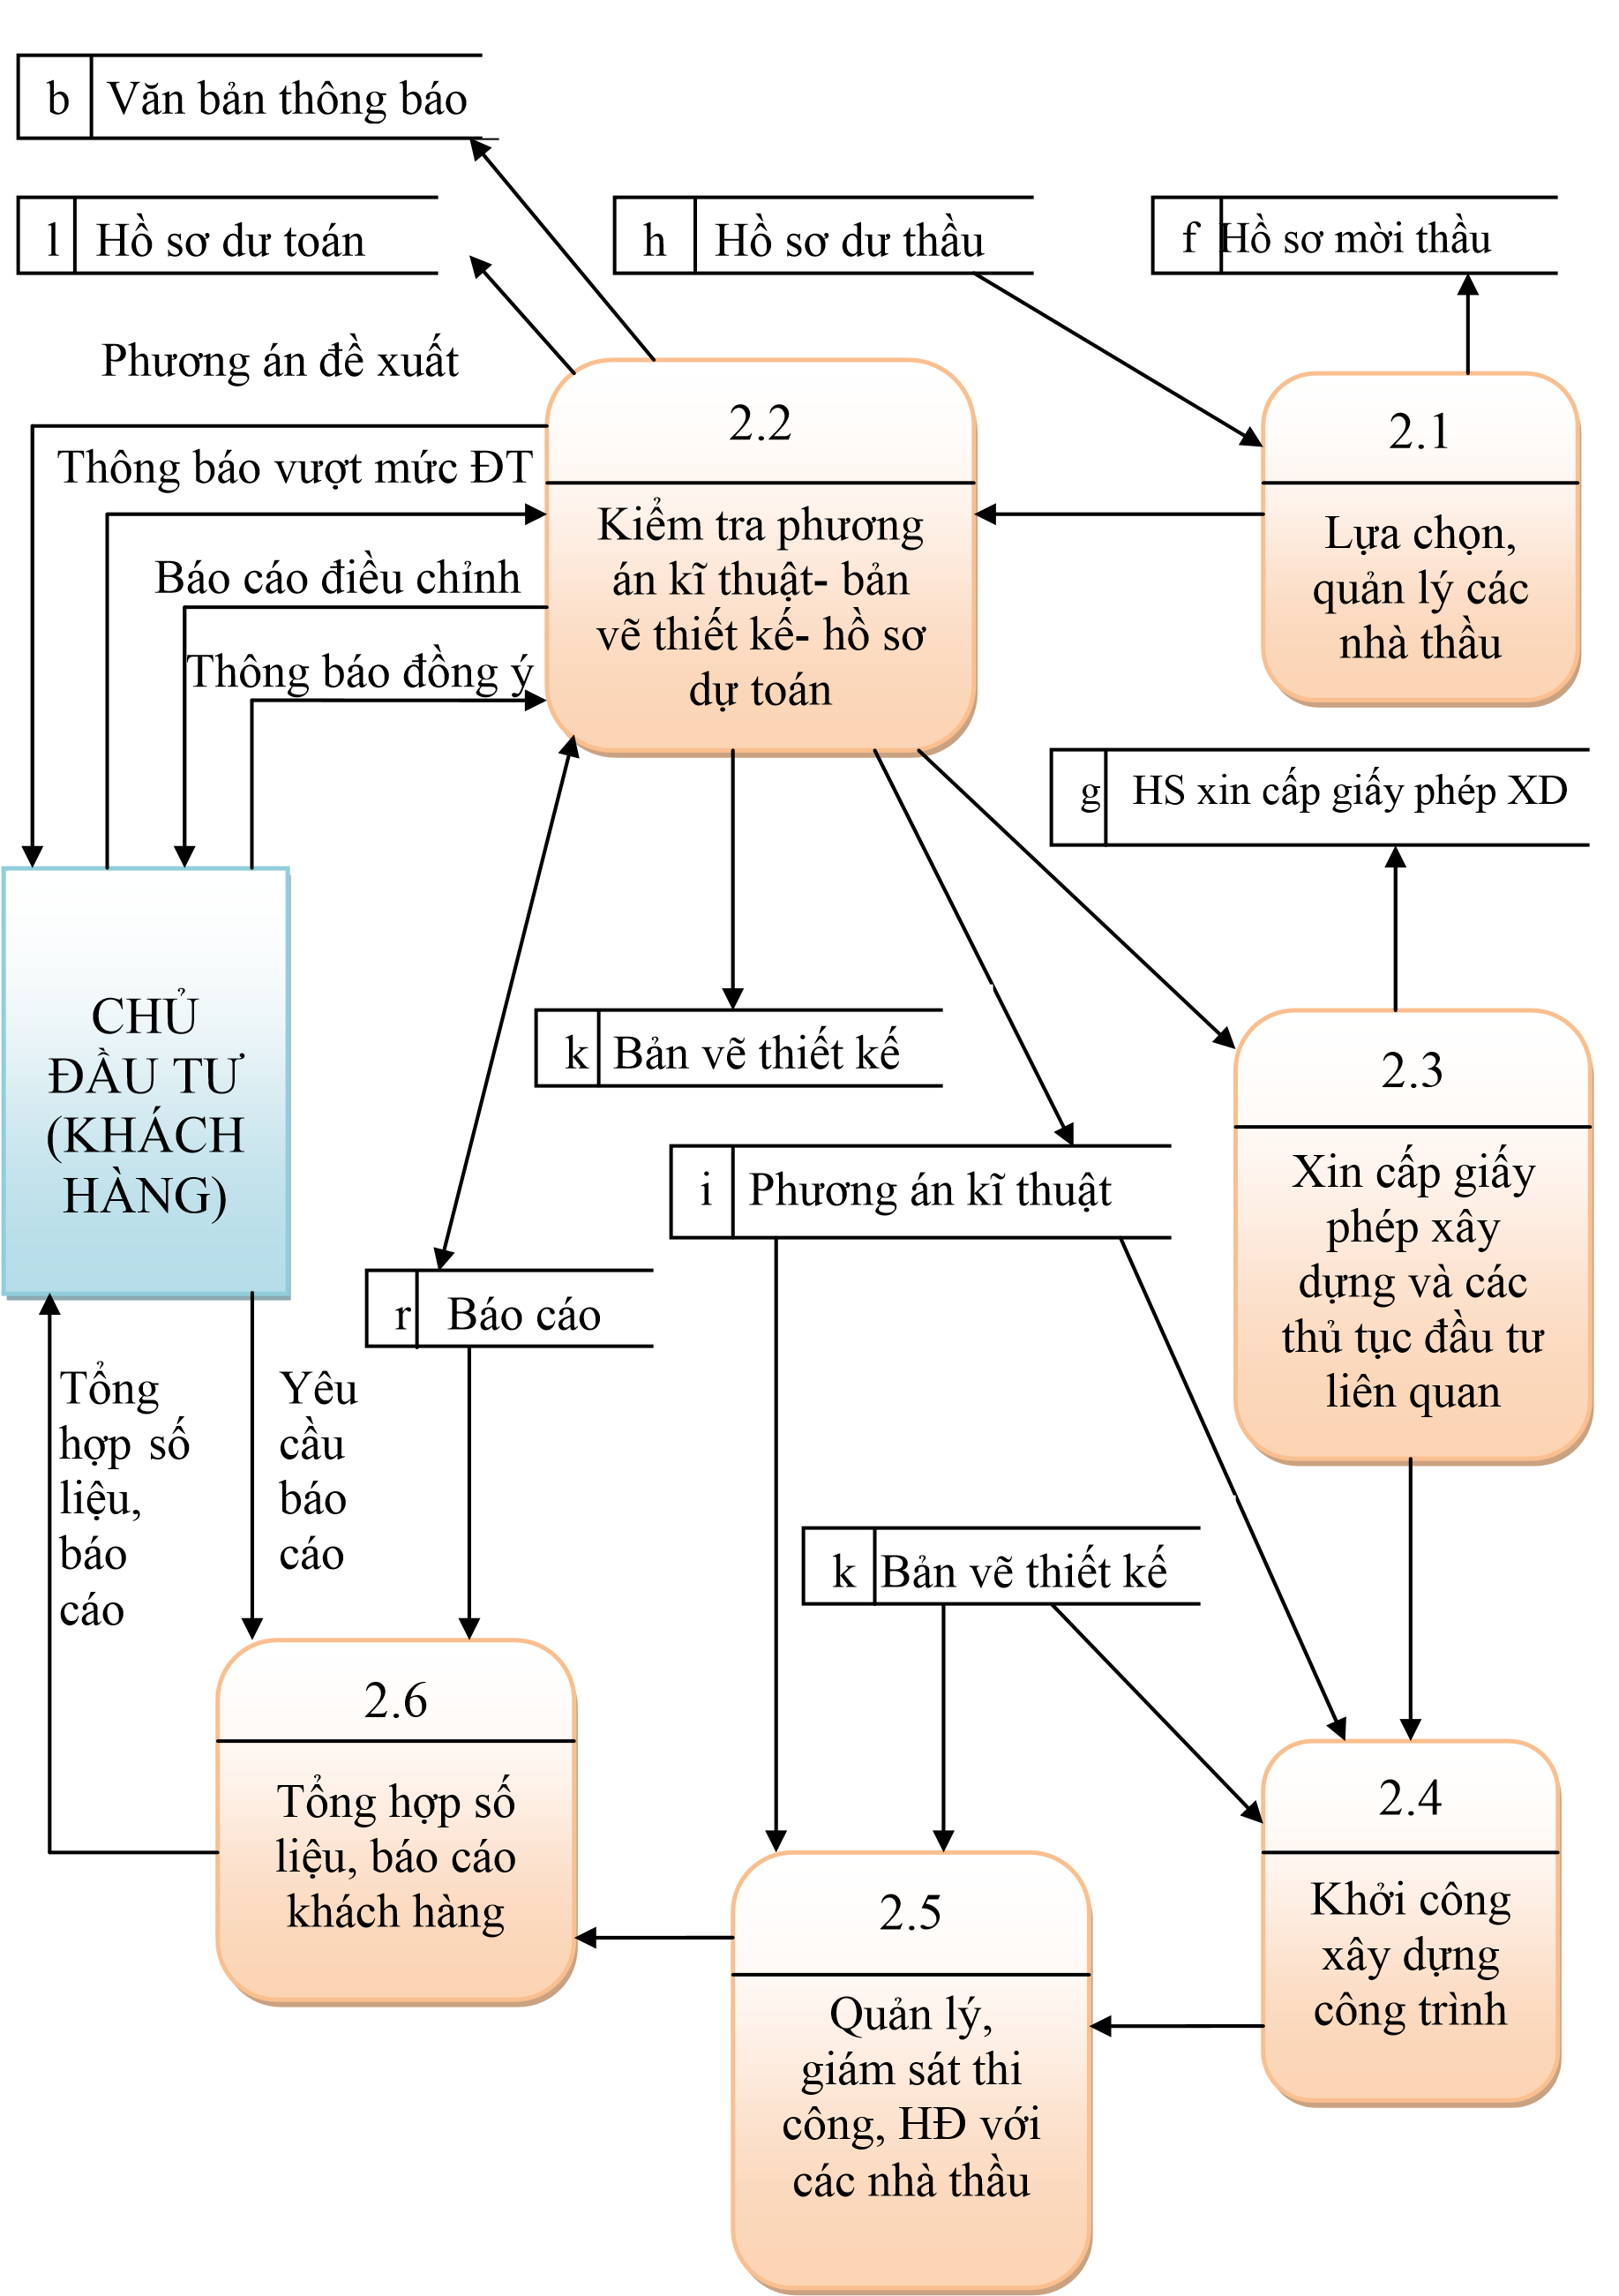 b Văn bản thông báo
l Hồ sơ dư toán
h Hồ sơ dư thầu
f Hồ sơ mời thầu
Phương án đề xuất
Thông báo vượt mức ĐT
Báo cáo điều chỉnh
Thông báo đồng ý
2.2
Kiểm tra phương
án kĩ thuật- bản
vẽ thiết kế- hồ sơ
dự toán
2.1
Lựa chọn,
quản lý các
nhà thầu
g HS xin cấp giấy phép XD
CHỦ
ĐẦU TƯ
(KHÁCH
HÀNG)
k Bản vẽ thiết kế
2.3
Xin cấp giấy
phép xây
dựng và các
thủ tục đầu tư
liên quan
i Phương án kĩ thuật
r Báo cáo
Tổng
hợp số
liệu,
báo
cáo
Yêu
cầu
báo
cáo
k Bản vẽ thiết kế
2.6
Tổng hợp số
liệu, báo cáo
khách hàng
2.4
Khởi công
xây dựng
công trình
2.5
Quản lý,
giám sát thi
công, HĐ với
các nhà thầu